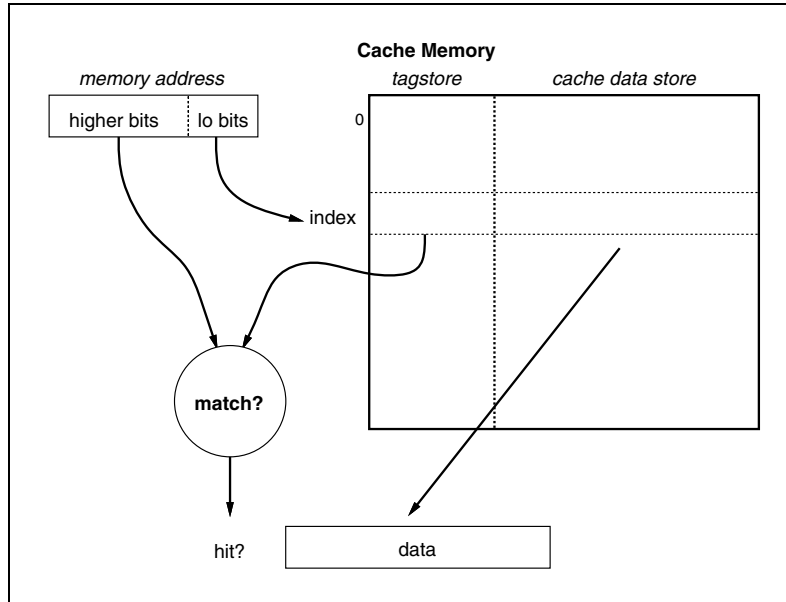 Cache Memory
memory address
tagstore
cache data store
higher bits
lo bits
0
index
match?
hit?
data